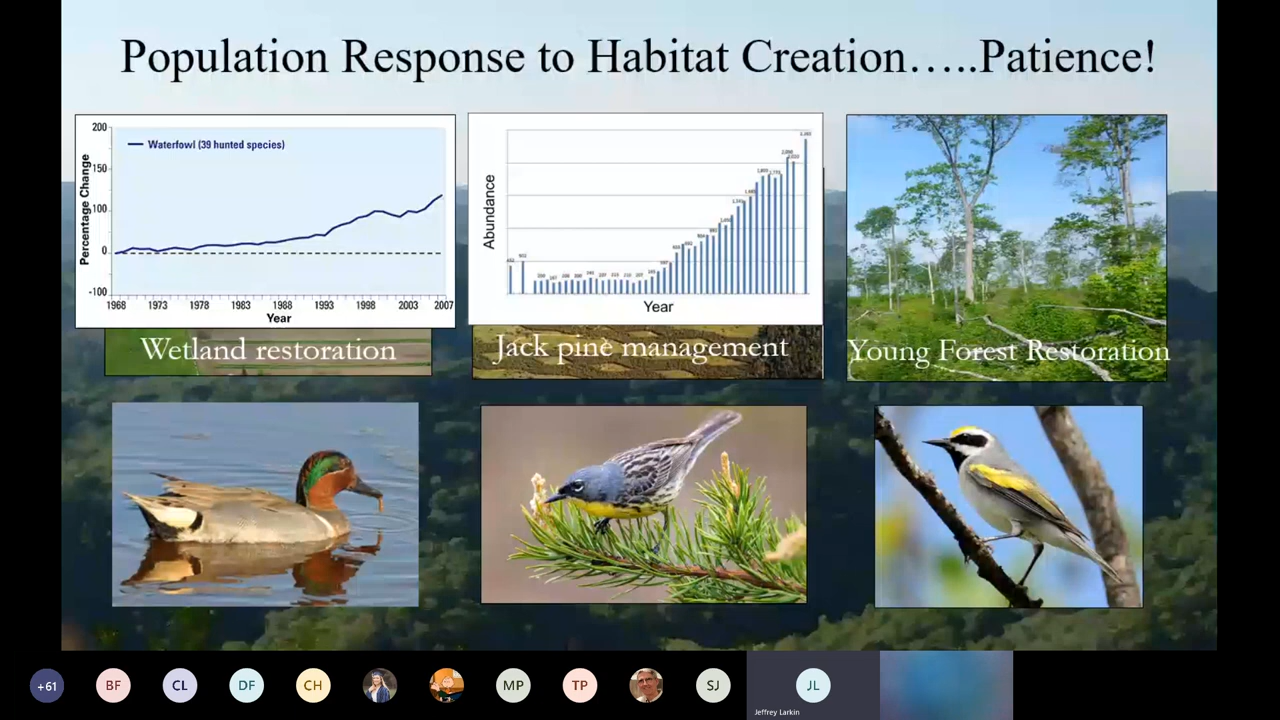 Population Response to Habitat Creation…..Patience!
200
150
100
0
-100
Percentage Change
Waterfowl (39 hunted species)
1968 1973 1978 1983 1988 1993 1998 2003 2007
Year
Wetland restoration
Abundance
Year
Jack pine management
Young Forest Restoration
+61 BF CL DF CH MP TP SJ JL
Jeffrey Larkin